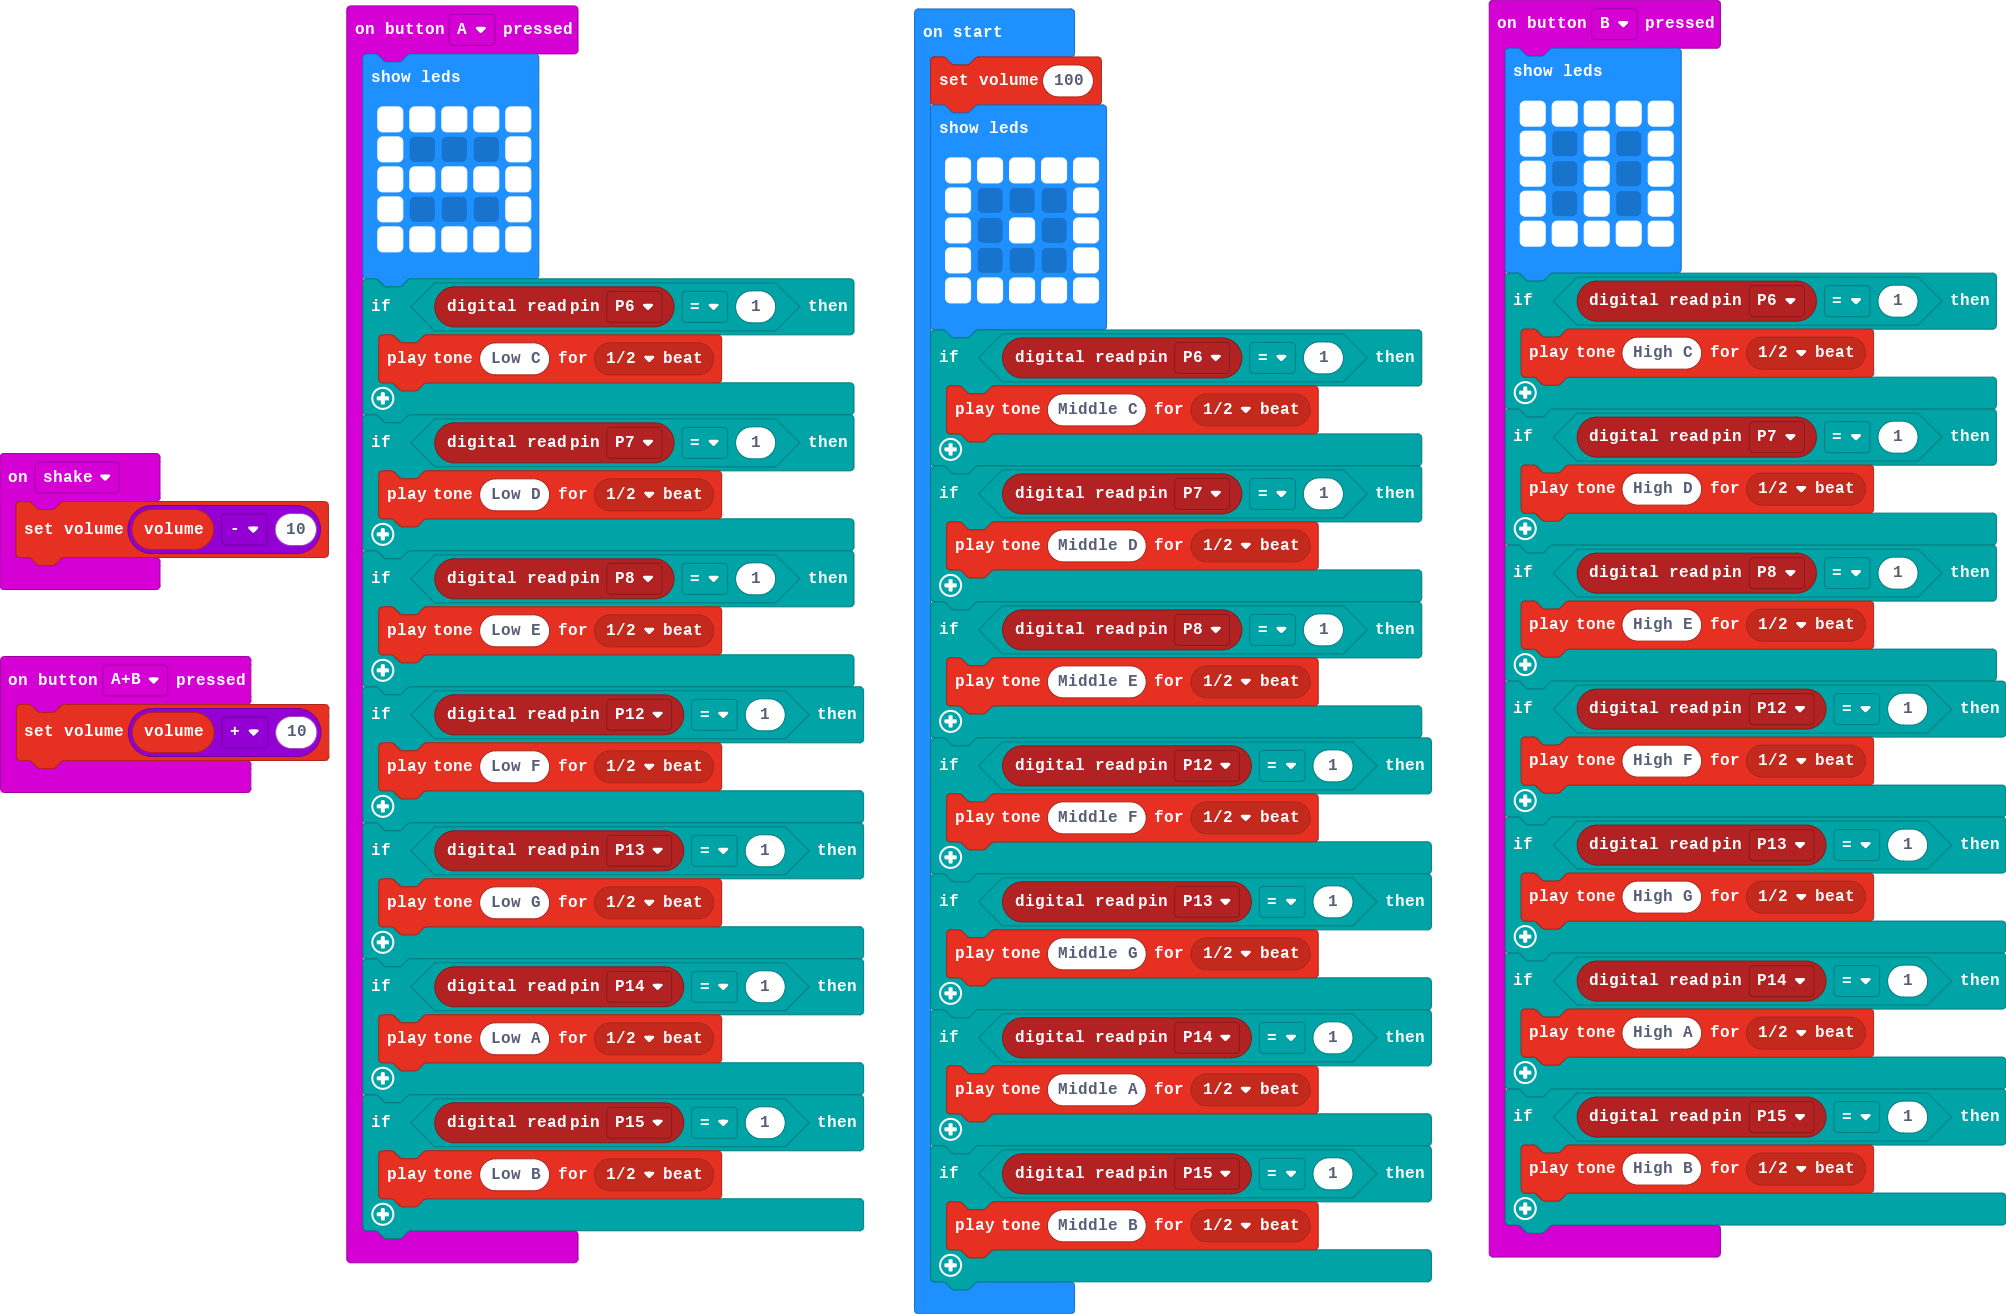 on shake
set volume volume - 10
on button A+B pressed
set volume volume + 10
on button A pressed
show leds
if digital read pin P6 = 1 then
play tone Low C for 1/2 beat
if digital read pin P7 = 1 then
play tone Low D for 1/2 beat
if digital read pin P8 = 1 then
play tone Low E for 1/2 beat
if digital read pin P12 = 1 then
play tone Low F for 1/2 beat
if digital read pin P13 = 1 then
play tone Low G for 1/2 beat
if digital read pin P14 = 1 then
play tone Low A for 1/2 beat
if digital read pin P15 = 1 then
play tone Low B for 1/2 beat
on start
set volume 100
show leds
if digital read pin P6 = 1 then
play tone Middle C for 1/2 beat
if digital read pin P7 = 1 then
play tone Middle D for 1/2 beat
if digital read pin P8 = 1 then
play tone Middle E for 1/2 beat
if digital read pin P12 = 1 then
play tone Middle F for 1/2 beat
if digital read pin P13 = 1 then
play tone Middle G for 1/2 beat
if digital read pin P14 = 1 then
play tone Middle A for 1/2 beat
if digital read pin P15 = 1 then
play tone Middle B for 1/2 beat
on button B pressed
show leds
if digital read pin P6 = 1 then
play tone High C for 1/2 beat
if digital read pin P7 = 1 then
play tone High D for 1/2 beat
if digital read pin P8 = 1 then
play tone High E for 1/2 beat
if digital read pin P12 = 1 then
play tone High F for 1/2 beat
if digital read pin P13 = 1 then
play tone High G for 1/2 beat
if digital read pin P14 = 1 then
play tone High A for 1/2 beat
if digital read pin P15 = 1 then
play tone High B for 1/2 beat